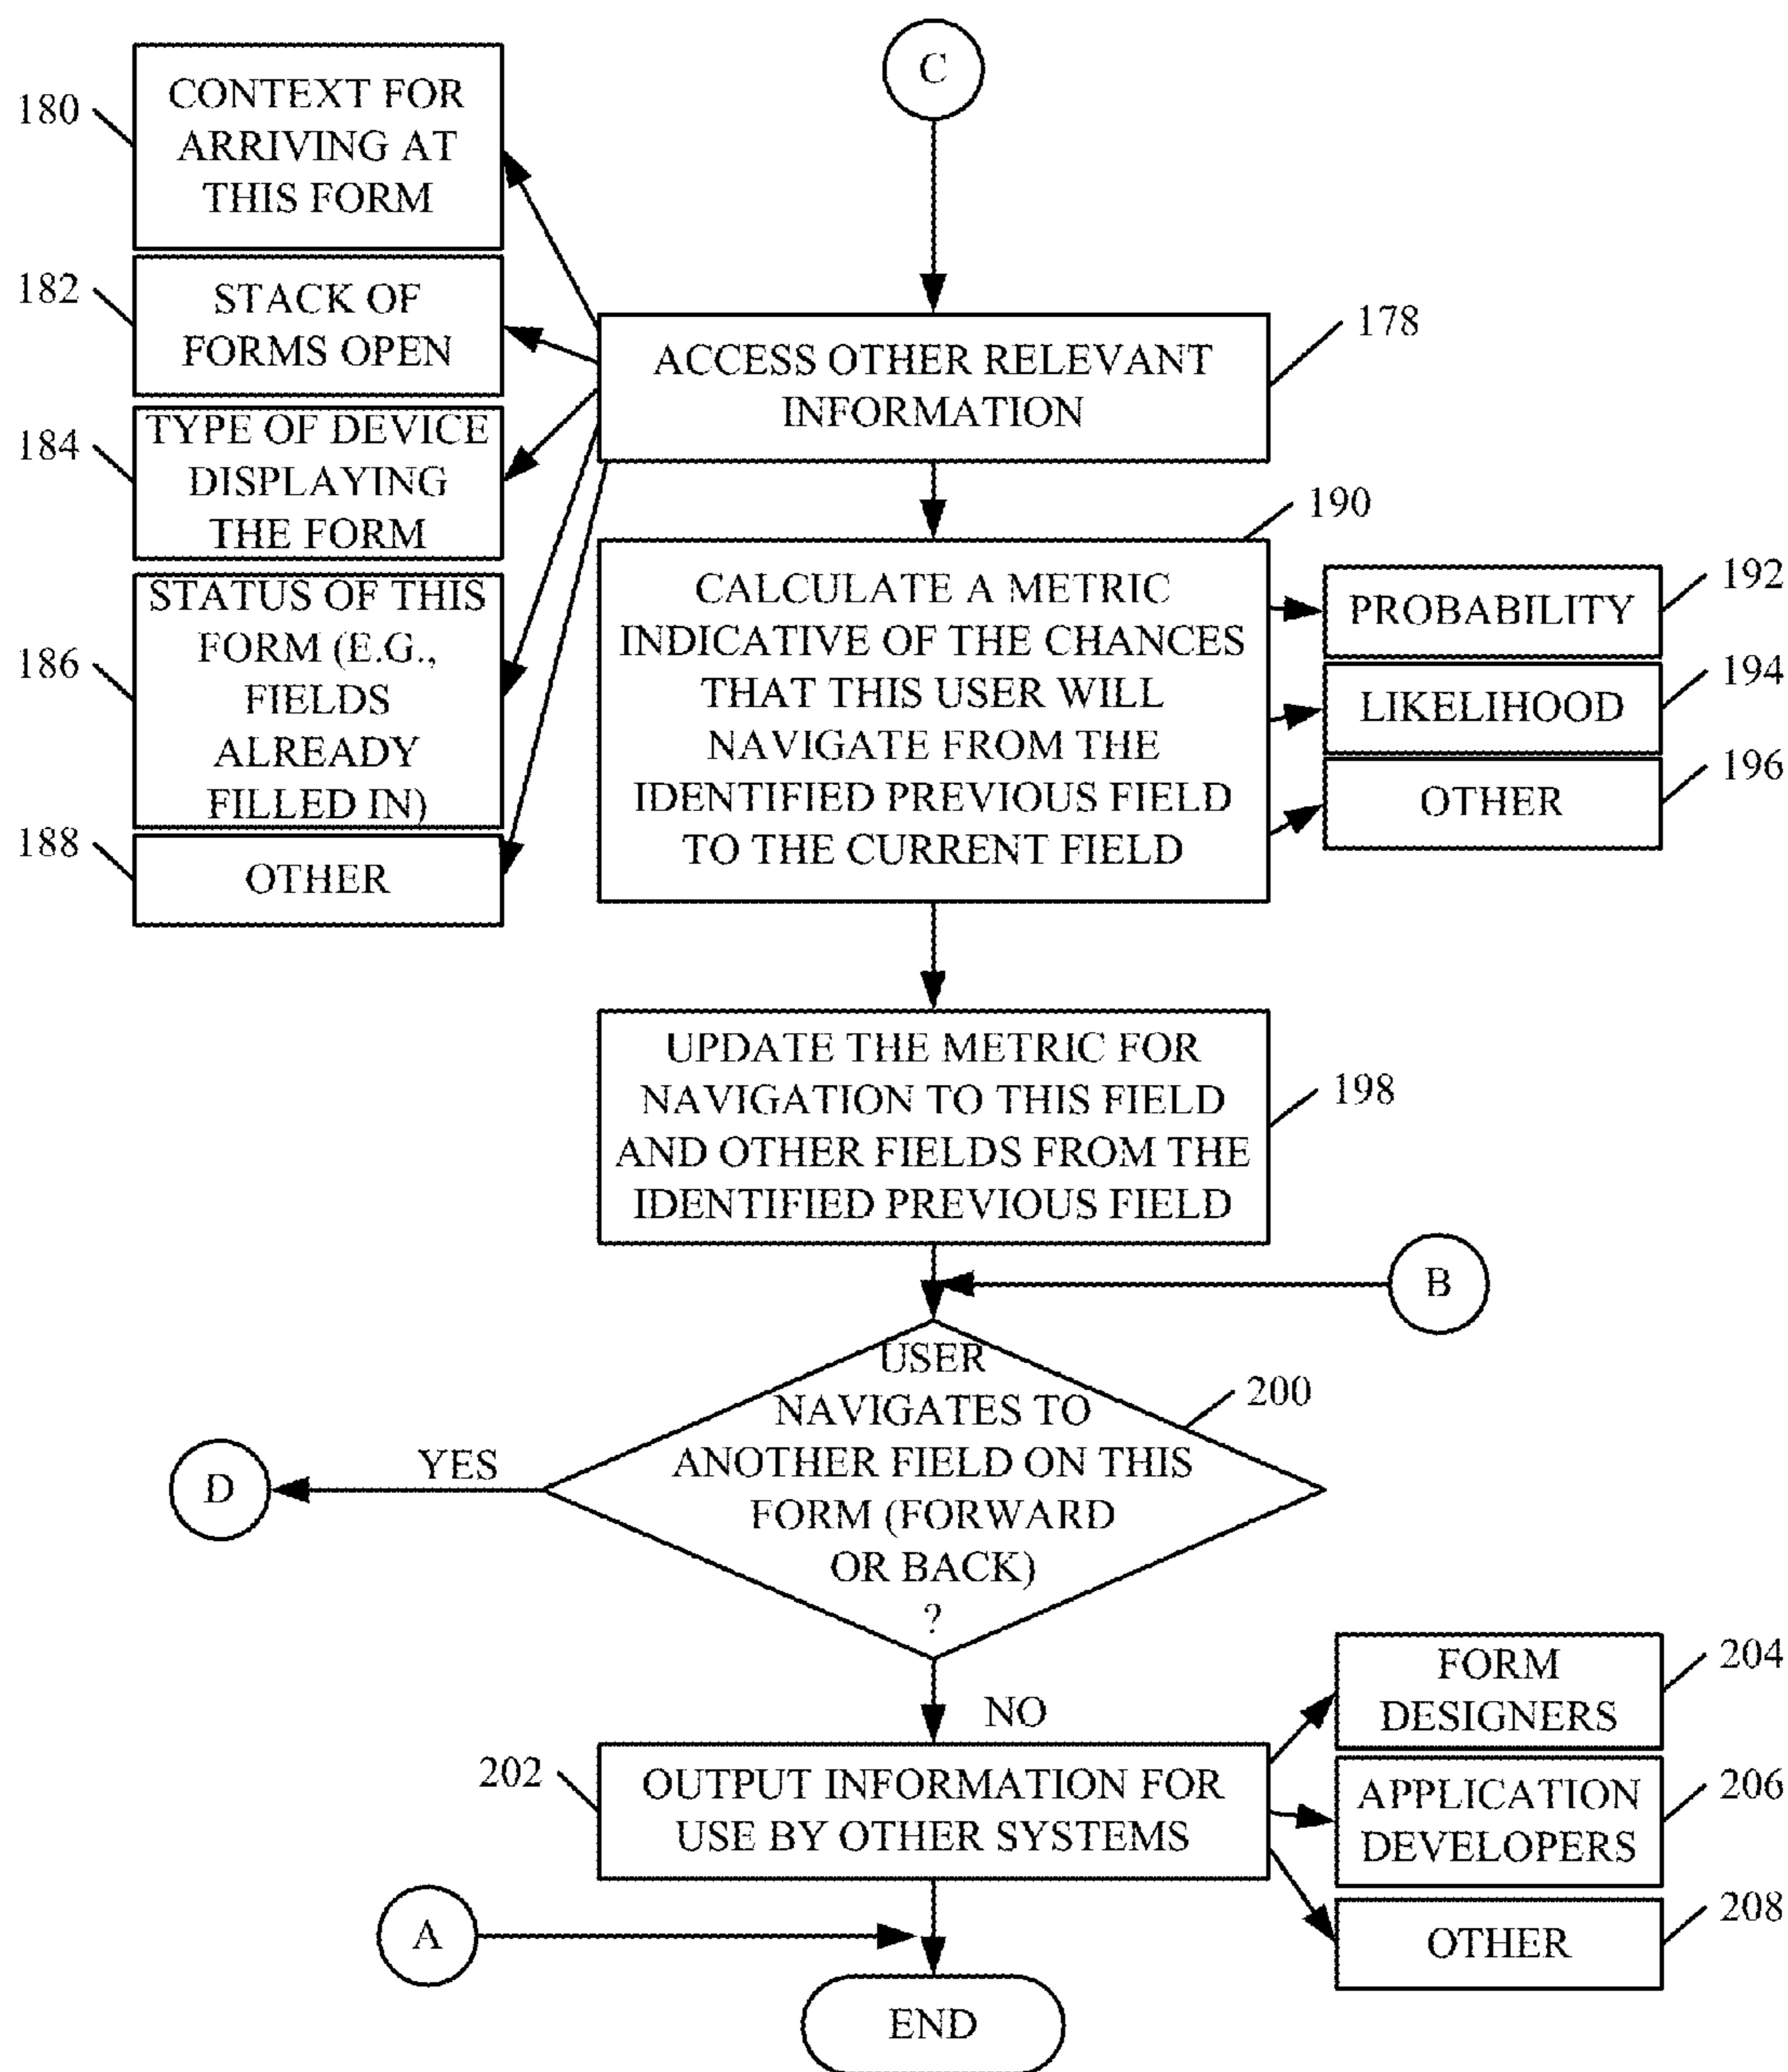 C
180
CONTEXT FOR
ARRIVING AT
THIS FORM
182
STACK OF
FORMS OPEN
184
TYPE OF DEVICE
DISPLAYING
THE FORM
186
STATUS OF THIS
FORM (E.G.,
FIELDS
ALREADY
FILLED IN)
188
OTHER
178
ACCESS OTHER RELEVANT
INFORMATION
190
CALCULATE A METRIC
INDICATIVE OF THE CHANCES
THAT THIS USER WILL
NAVIGATE FROM THE
IDENTIFIED PREVIOUS FIELD
TO THE CURRENT FIELD
192
PROBABILITY
194
LIKELIHOOD
196
OTHER
UPDATE THE METRIC FOR
NAVIGATION TO THIS FIELD
AND OTHER FIELDS FROM THE
IDENTIFIED PREVIOUS FIELD
198
B
USER
NAVIGATES TO
ANOTHER FIELD ON THIS
FORM (FORWARD
OR BACK)
?
200
YES
D
NO
202
OUTPUT INFORMATION FOR
USE BY OTHER SYSTEMS
FORM
DESIGNERS
204
APPLICATION
DEVELOPERS
206
OTHER
208
A
END